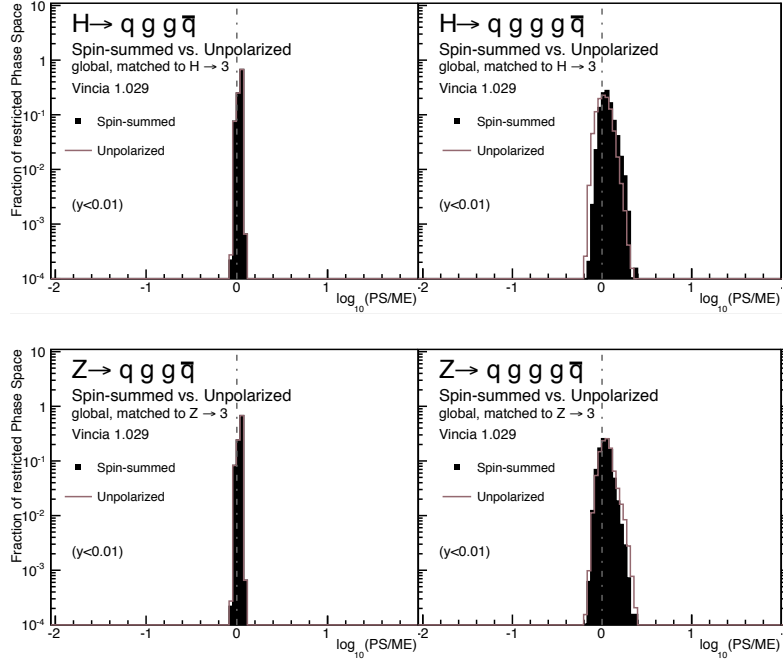 H→ q g g q̅
Spin-summed vs. Unpolarized
global, matched to H → 3
Vincia 1.029
Spin-summed
Unpolarized
(y<0.01)
Fraction of restricted Phase Space
10
1
10⁻¹
10⁻²
10⁻³
10⁻⁴
-2 -1 0 1
log₁₀(PS/ME)
H→ q g g g q̅
Spin-summed vs. Unpolarized
global, matched to H → 3
Vincia 1.029
Spin-summed
Unpolarized
(y<0.01)
-2 -1 0 1
log₁₀(PS/ME)
Z→ q g g q̅
Spin-summed vs. Unpolarized
global, matched to Z → 3
Vincia 1.029
Spin-summed
Unpolarized
(y<0.01)
Fraction of restricted Phase Space
10
1
10⁻¹
10⁻²
10⁻³
10⁻⁴
-2 -1 0 1
log₁₀(PS/ME)
Z→ q g g g q̅
Spin-summed vs. Unpolarized
global, matched to Z → 3
Vincia 1.029
Spin-summed
Unpolarized
(y<0.01)
-2 -1 0 1
log₁₀(PS/ME)